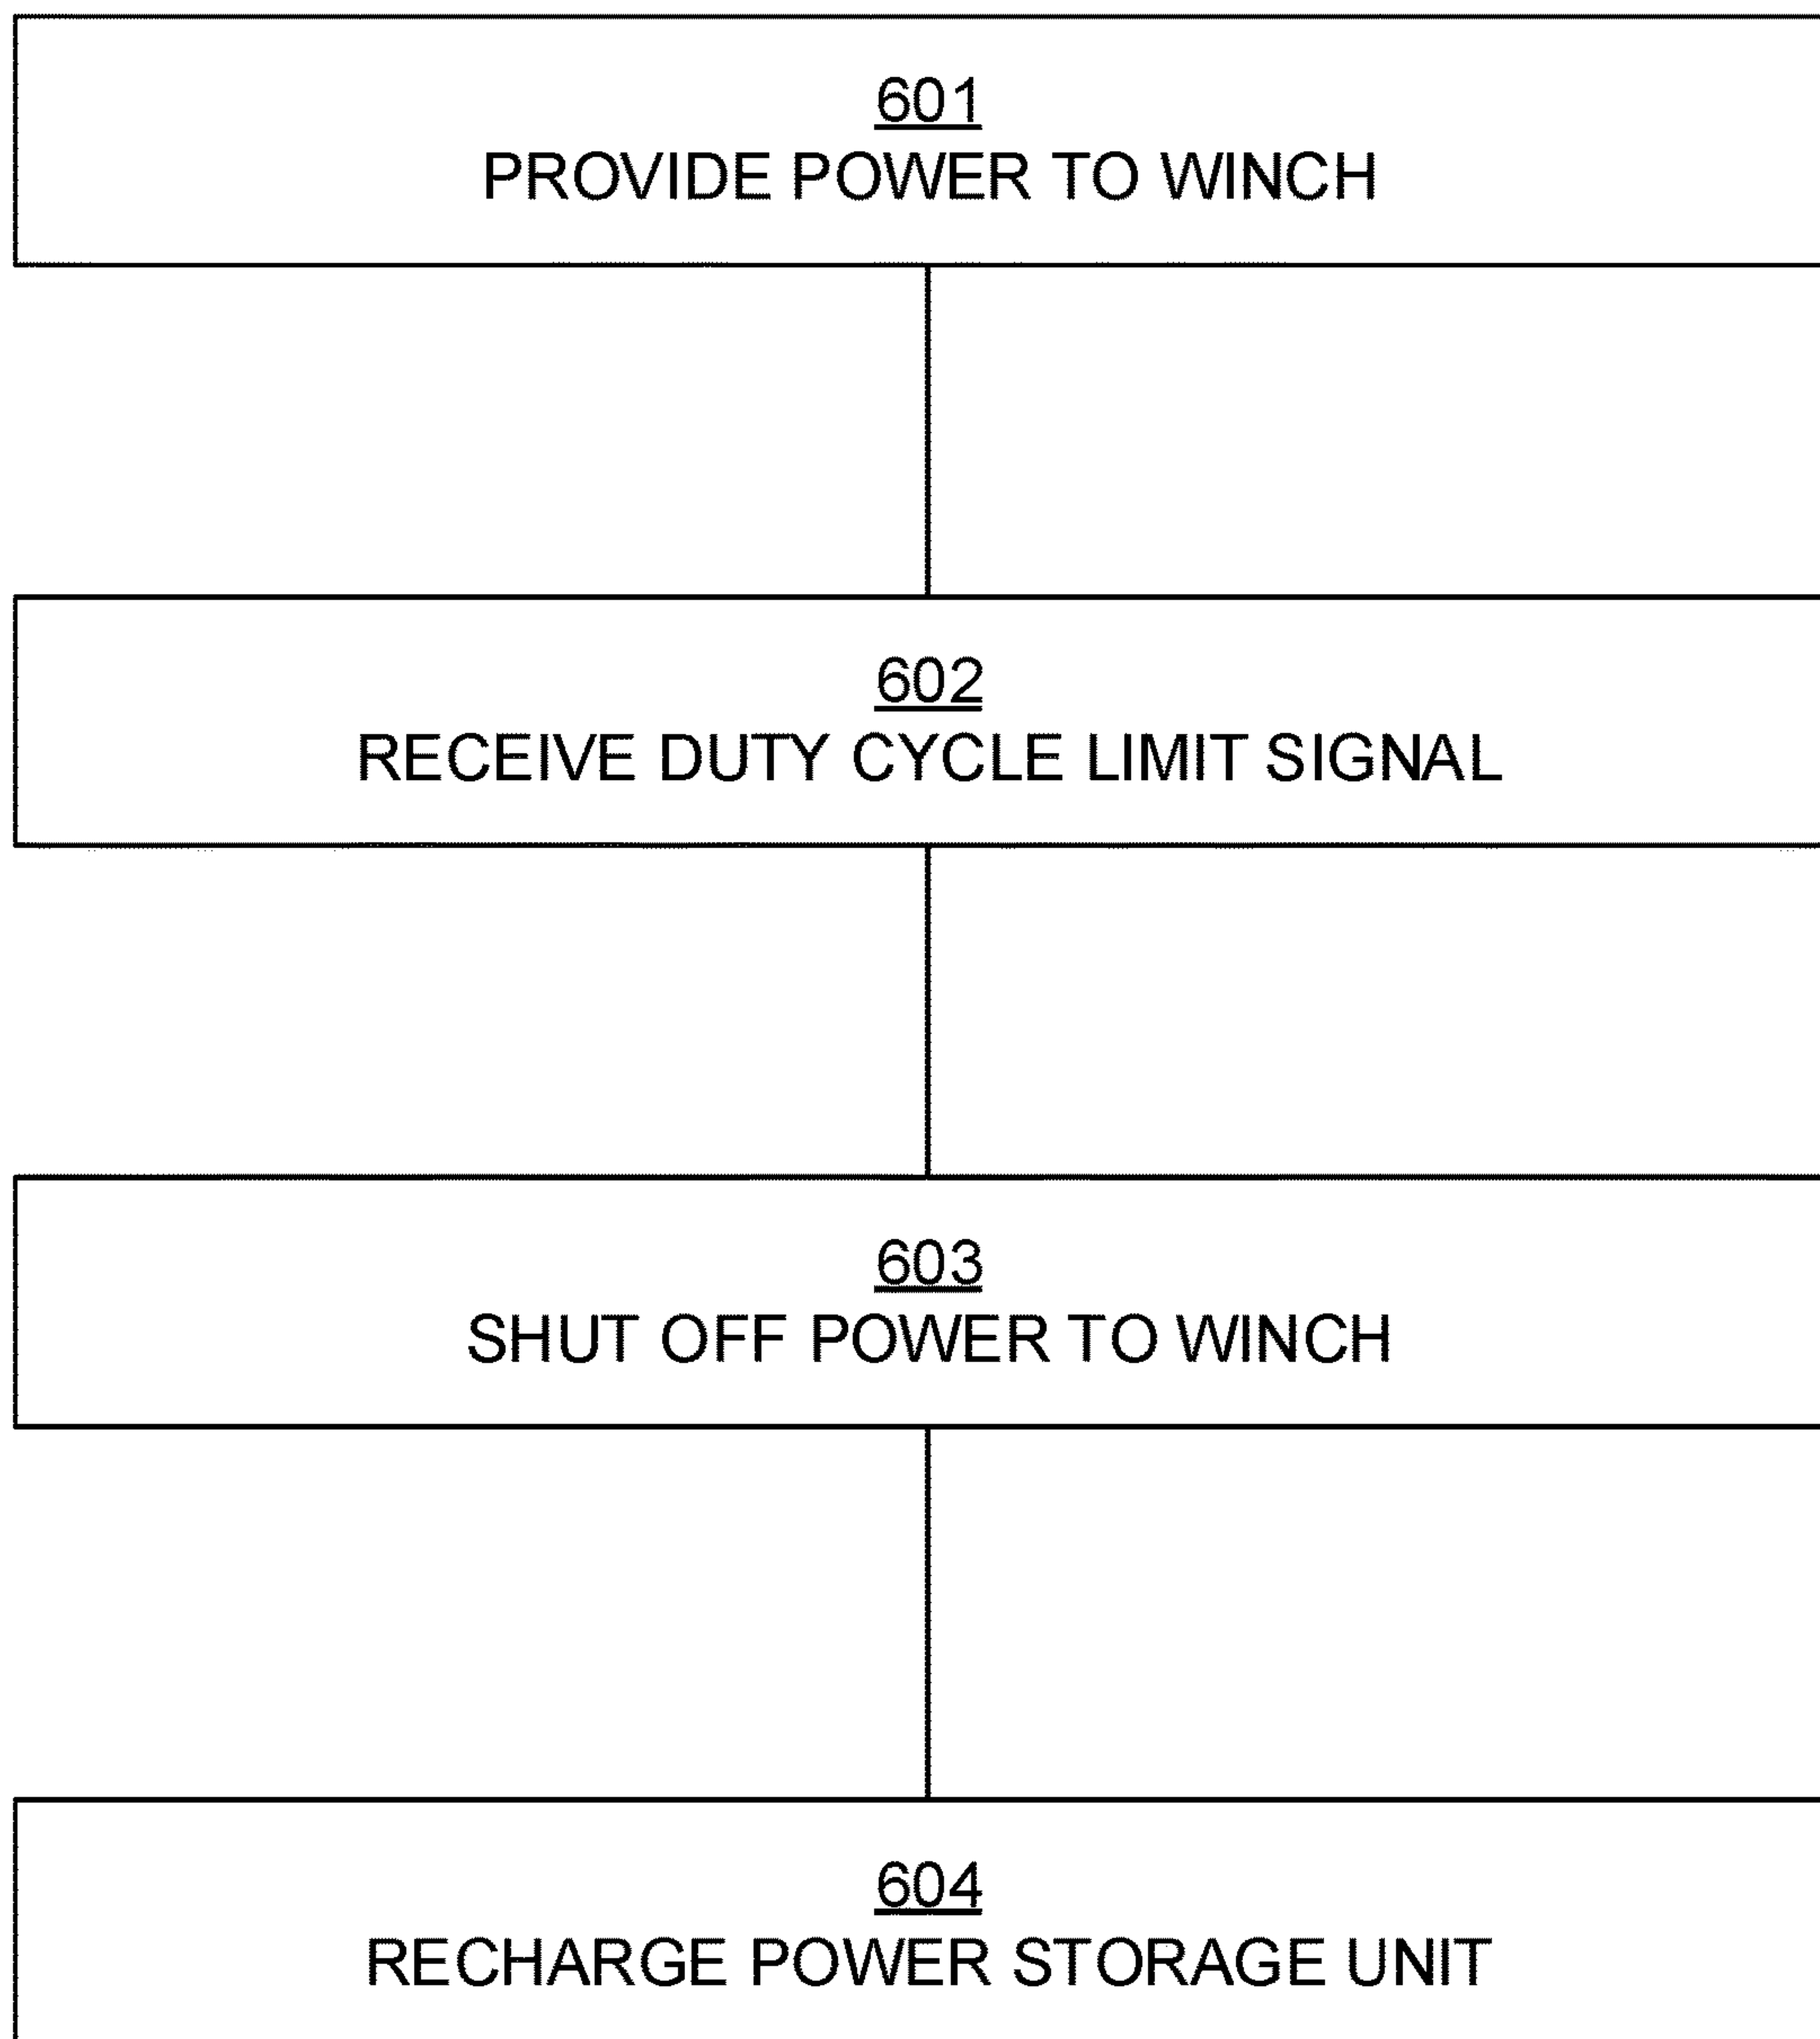 601
PROVIDE POWER TO WINCH
602
RECEIVE DUTY CYCLE LIMIT SIGNAL
603
SHUT OFF POWER TO WINCH
604
RECHARGE POWER STORAGE UNIT